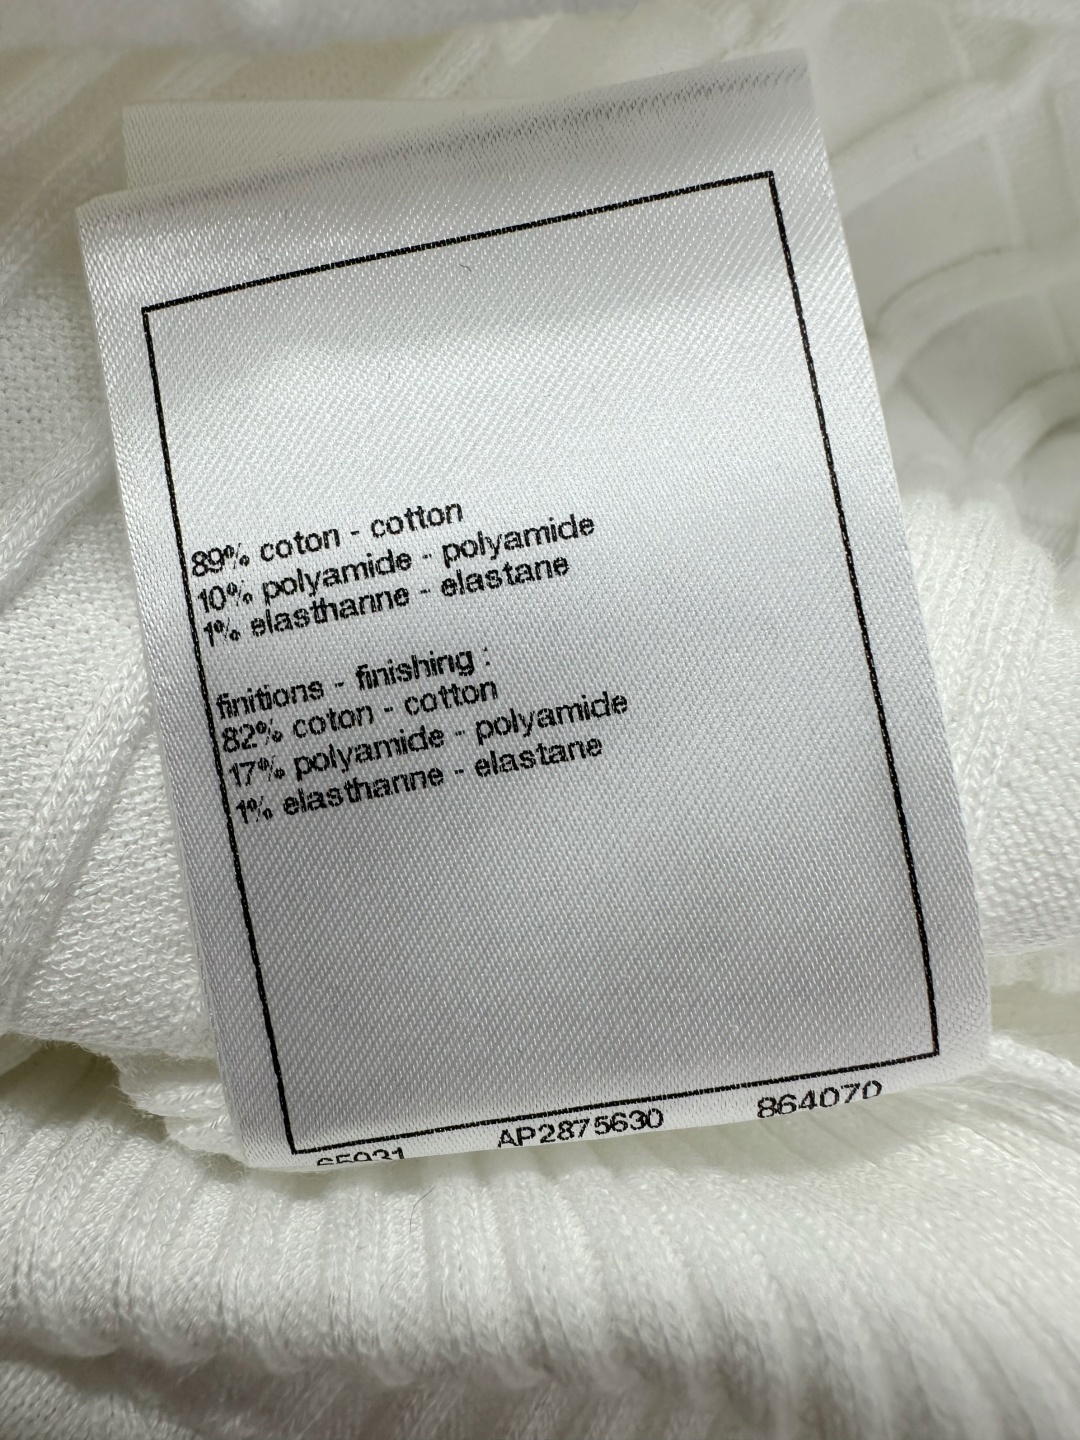 89% coton - cotton
10% polyamide - polyamide
1% elasthanne - elastane
finitions - finishing :
82% coton - cotton
17% polyamide - polyamide
1% elasthanne - elastane
65931 AP2875630 864070